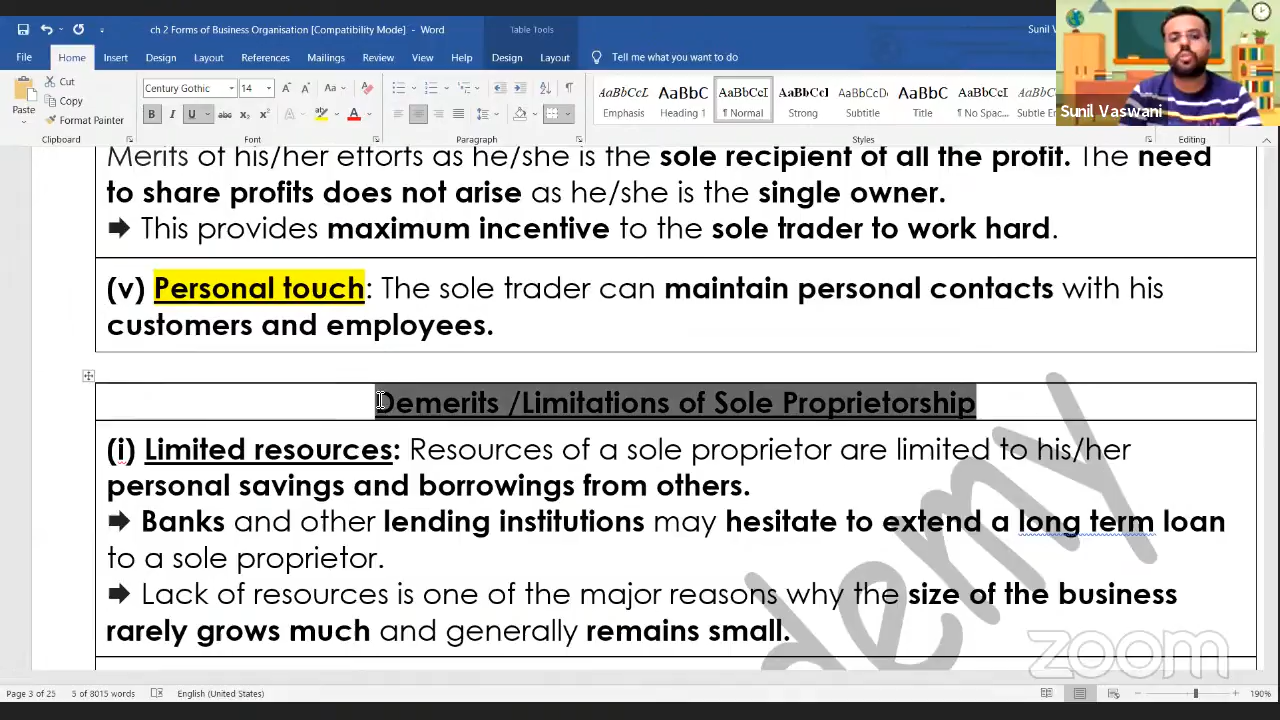 ch 2 Forms of Business Organisation [Compatibility Mode] - Word
Table Tools
Sunil V
File Home Insert Design Layout References Mailings Review View Help Design Layout Tell me what you want to do
Paste
Cut
Copy
Format Painter
Clipboard
Century Gothic 14
Font
Paragraph
AaBbCcL AaBbC AaBbCcI AaBbCcI AaBbCcDc AaBbC AaBbCcI
Emphasis Heading 1 ¶ Normal Strong Subtitle Title ¶ No Spac... Subtle E
Styles
Editing
Sunil Vaswani
Merits of his/her efforts as he/she is the sole recipient of all the profit. The need
to share profits does not arise as he/she is the single owner.
➡ This provides maximum incentive to the sole trader to work hard.
(v) Personal touch: The sole trader can maintain personal contacts with his
customers and employees.
Demerits /Limitations of Sole Proprietorship
(i) Limited resources: Resources of a sole proprietor are limited to his/her
personal savings and borrowings from others.
➡ Banks and other lending institutions may hesitate to extend a long term loan
to a sole proprietor.
➡ Lack of resources is one of the major reasons why the size of the business
rarely grows much and generally remains small.
demy
zoom
Page 3 of 25 5 of 8015 words English (United States) 190%